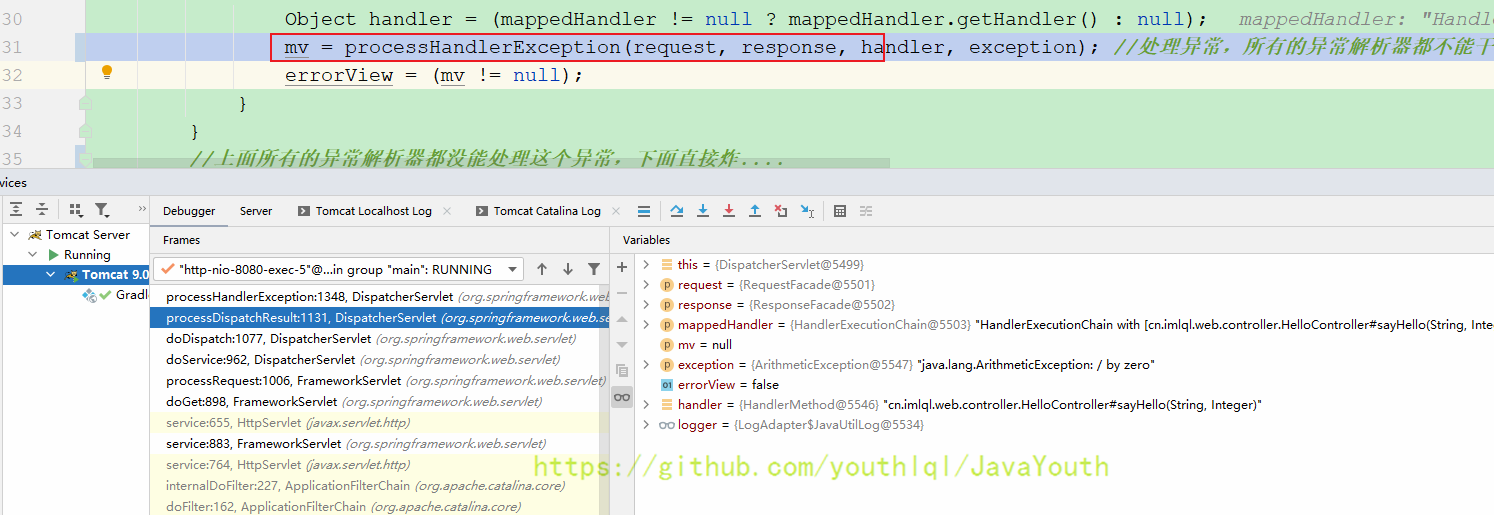 30 Object handler = (mappedHandler != null ? mappedHandler.getHandler() : null); mappedHandler: "Handl
31 mv = processHandlerException(request, response, handler, exception); //处理异常，所有的异常解析器都不能干
32 errorView = (mv != null);
33 }
34 }
35 //上面所有的异常解析器都没能处理这个异常，下面直接炸....
vices
Debugger Server Tomcat Localhost Log × Tomcat Catalina Log ×
Tomcat Server
Running
Tomcat 9.0
Gradl
Frames
"http-nio-8080-exec-5"@...in group "main": RUNNING
processHandlerException:1348, DispatcherServlet (org.springframework.web.
processDispatchResult:1131, DispatcherServlet (org.springframework.web.se
doDispatch:1077, DispatcherServlet (org.springframework.web.servlet)
doService:962, DispatcherServlet (org.springframework.web.servlet)
processRequest:1006, FrameworkServlet (org.springframework.web.servlet)
doGet:898, FrameworkServlet (org.springframework.web.servlet)
service:655, HttpServlet (javax.servlet.http)
service:883, FrameworkServlet (org.springframework.web.servlet)
service:764, HttpServlet (javax.servlet.http)
internalDoFilter:227, ApplicationFilterChain (org.apache.catalina.core)
doFilter:162, ApplicationFilterChain (org.apache.catalina.core)
Variables
this = {DispatcherServlet@5499}
request = {RequestFacade@5501}
response = {ResponseFacade@5502}
mappedHandler = {HandlerExecutionChain@5503} "HandlerExecutionChain with [cn.imlql.web.controller.HelloController#sayHello(String, Inte
mv = null
exception = {ArithmeticException@5547} "java.lang.ArithmeticException: / by zero"
errorView = false
handler = {HandlerMethod@5546} "cn.imlql.web.controller.HelloController#sayHello(String, Integer)"
logger = {LogAdapter$JavaUtilLog@5534}
https://github.com/youthlql/JavaYouth